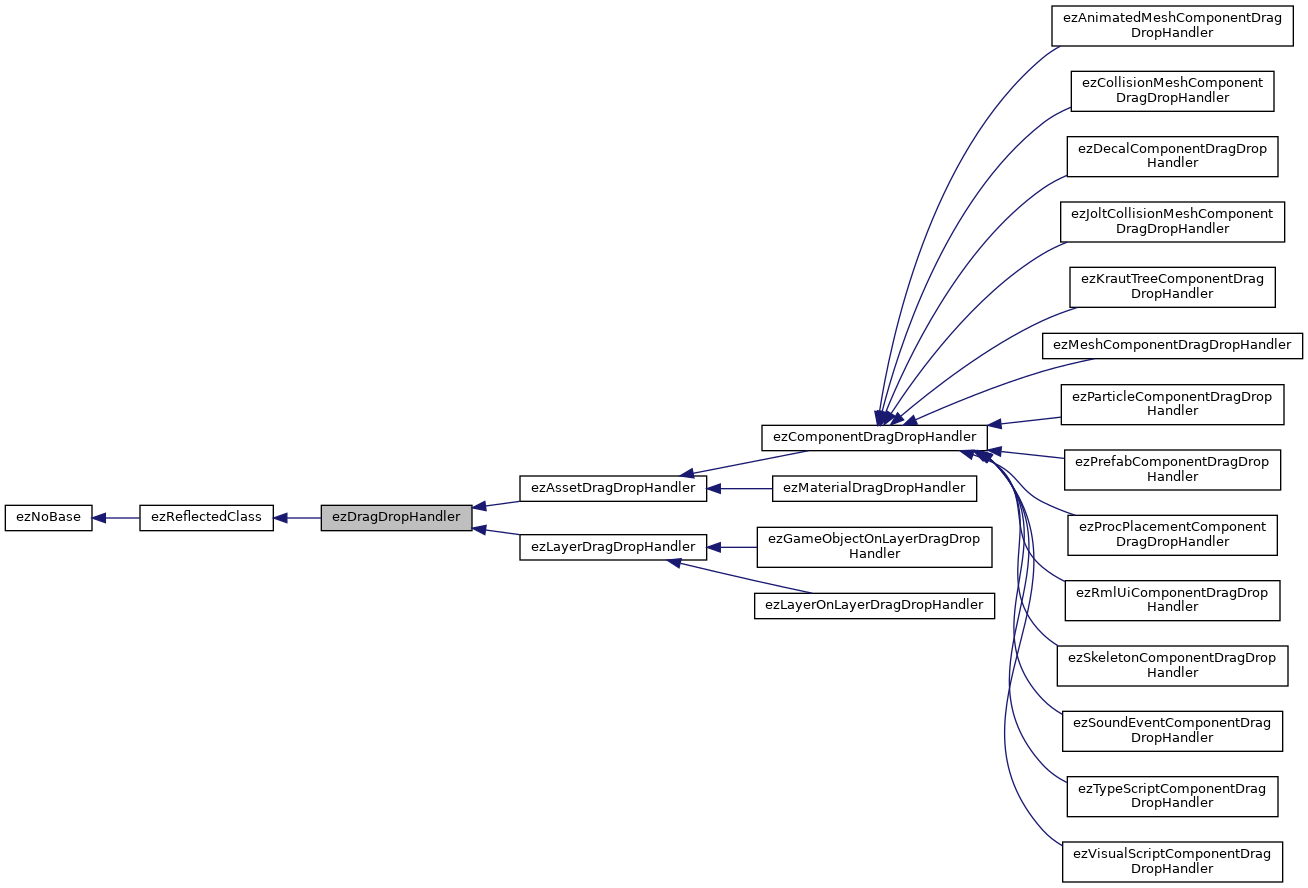 ezAnimatedMeshComponentDrag
DropHandler
ezCollisionMeshComponent
DragDropHandler
ezDecalComponentDragDrop
Handler
ezJoltCollisionMeshComponent
DragDropHandler
ezKrautTreeComponentDrag
DropHandler
ezMeshComponentDragDropHandler
ezParticleComponentDragDrop
Handler
ezComponentDragDropHandler
ezPrefabComponentDragDrop
Handler
ezAssetDragDropHandler
ezMaterialDragDropHandler
ezNoBase
ezReflectedClass
ezDragDropHandler
ezProcPlacementComponent
DragDropHandler
ezLayerDragDropHandler
ezGameObjectOnLayerDragDrop
Handler
ezLayerOnLayerDragDropHandler
ezRmlUiComponentDragDrop
Handler
ezSkeletonComponentDragDrop
Handler
ezSoundEventComponentDrag
DropHandler
ezTypeScriptComponentDrag
DropHandler
ezVisualScriptComponentDrag
DropHandler